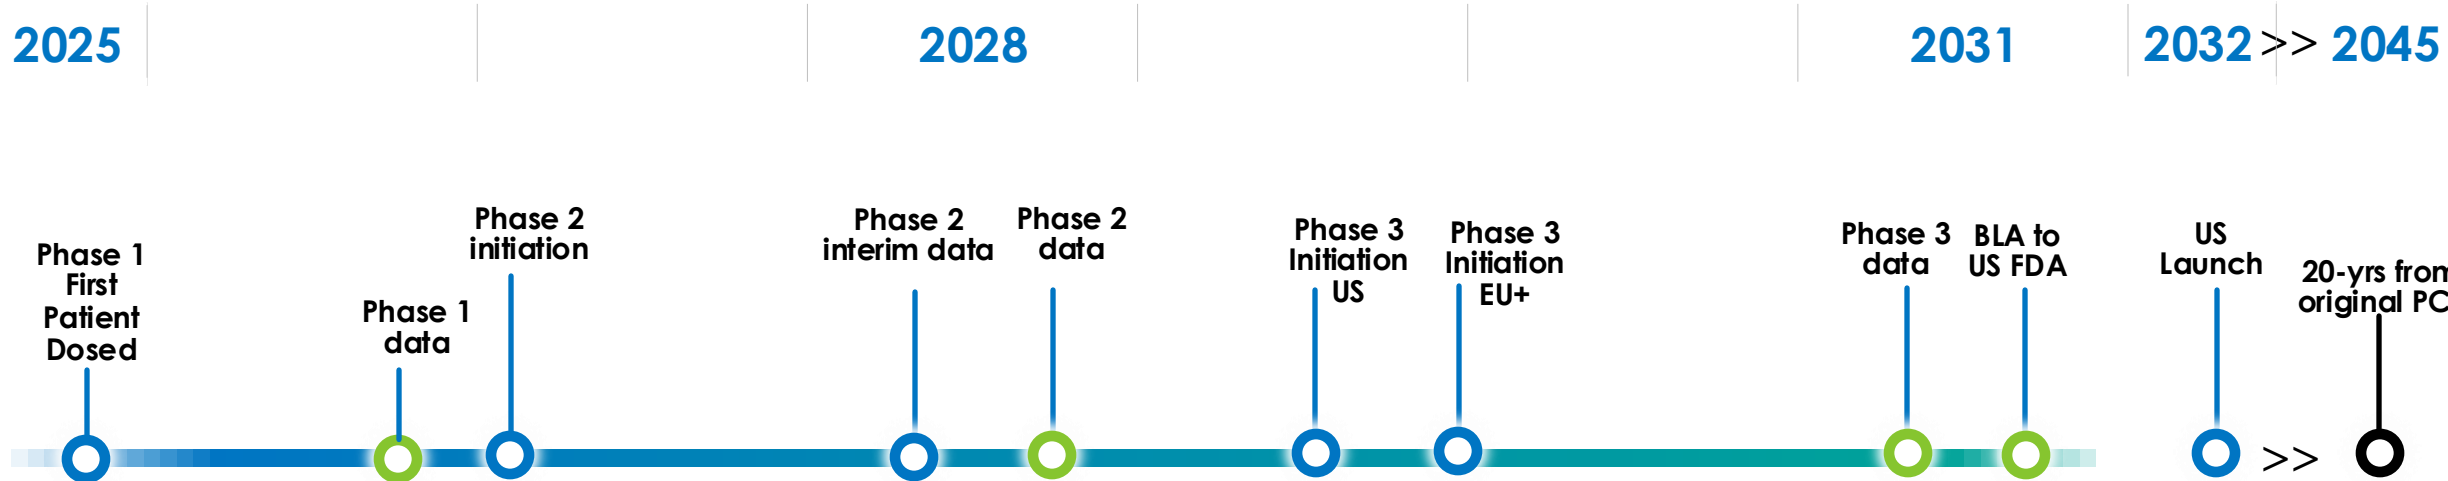 2025
2028
2031
2032 >> 2045
Phase 1
First
Patient
Dosed
Phase 1
data
Phase 2
initiation
Phase 2
interim data
Phase 2
data
Phase 3
Initiation
US
Phase 3
Initiation
EU+
Phase 3
data
BLA to
US FDA
US
Launch
20-yrs from
original PC
>>